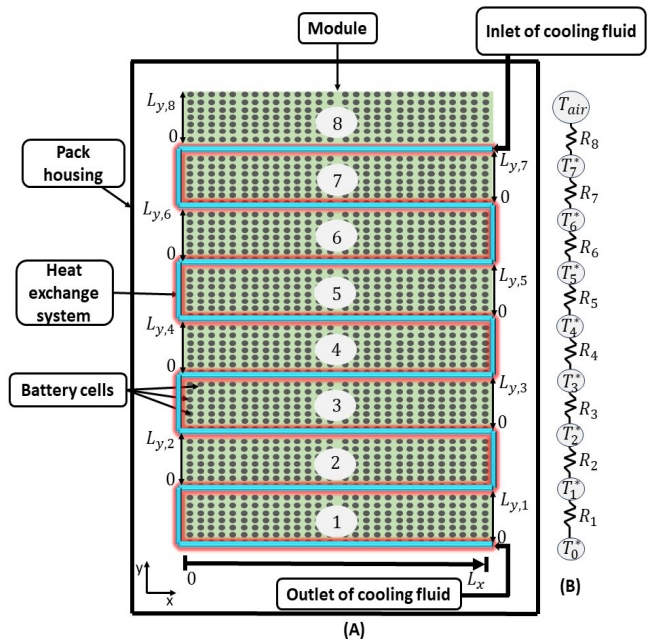 Module
Inlet of cooling fluid
L_{y,8}
0
8
T_{air}
R_8
Pack
housing
7
L_{y,7}
0
T_7^*
R_7
L_{y,6}
0
6
T_6^*
R_6
Heat
exchange
system
5
L_{y,5}
0
T_5^*
R_5
L_{y,4}
0
4
T_4^*
R_4
Battery cells
3
L_{y,3}
0
T_3^*
R_3
L_{y,2}
0
2
T_2^*
R_2
1
L_{y,1}
0
T_1^*
R_1
T_0^*
y
x
0
L_x
Outlet of cooling fluid
(B)
(A)